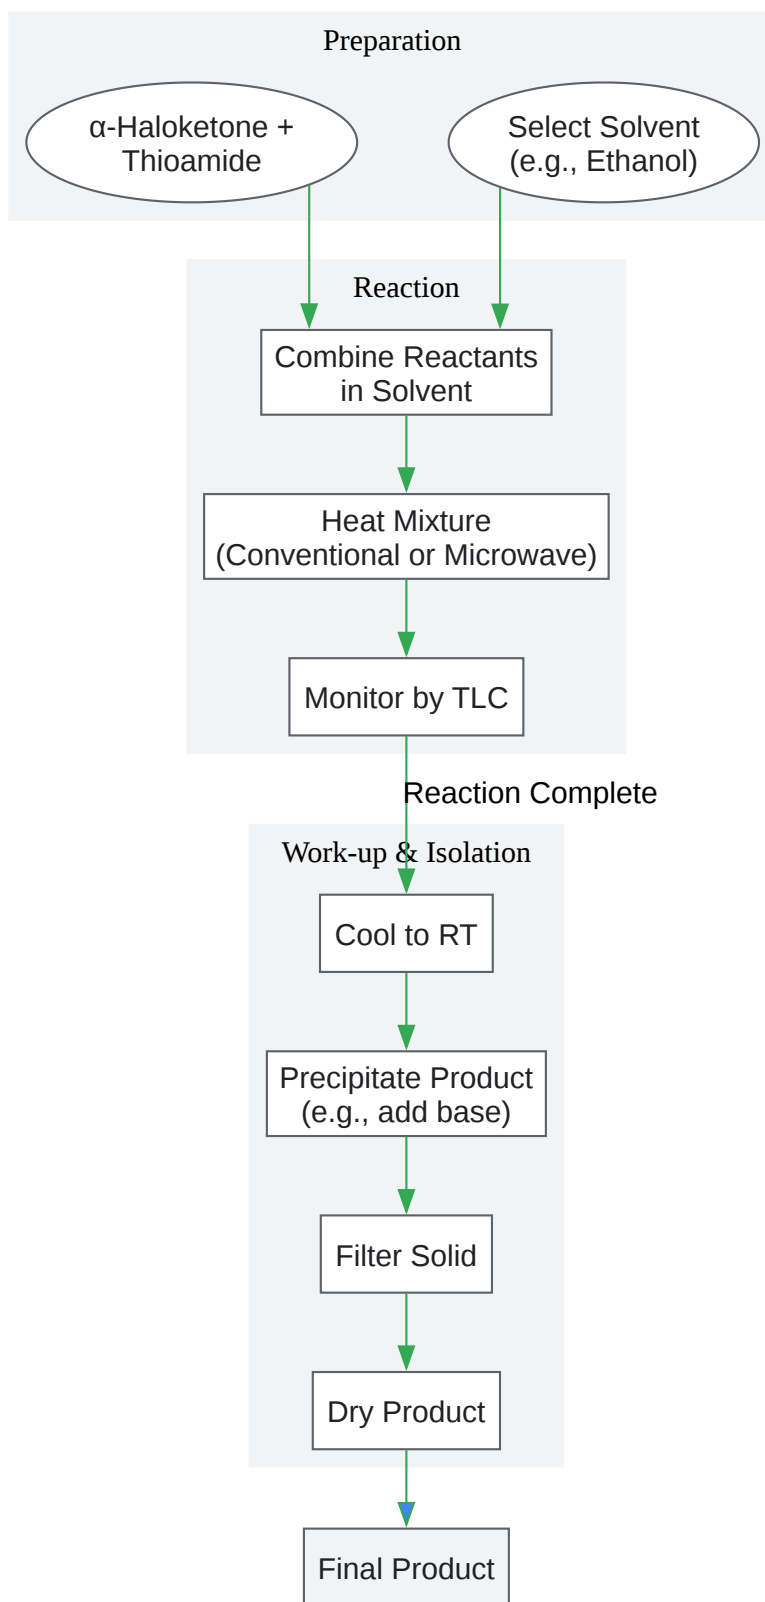 Preparation
α-Haloketone +
Thioamide
Select Solvent
(e.g., Ethanol)
Reaction
Combine Reactants
in Solvent
Heat Mixture
(Conventional or Microwave)
Monitor by TLC
Reaction Complete
Work-up & Isolation
Cool to RT
Precipitate Product
(e.g., add base)
Filter Solid
Dry Product
Final Product